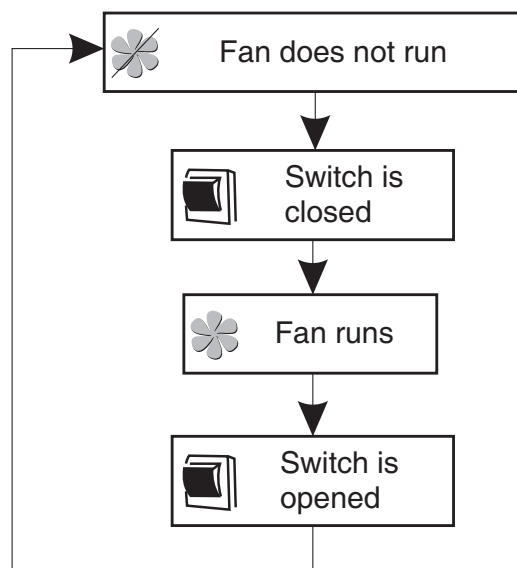 Fan does not run
Switch is
closed
Fan runs
Switch is
opened